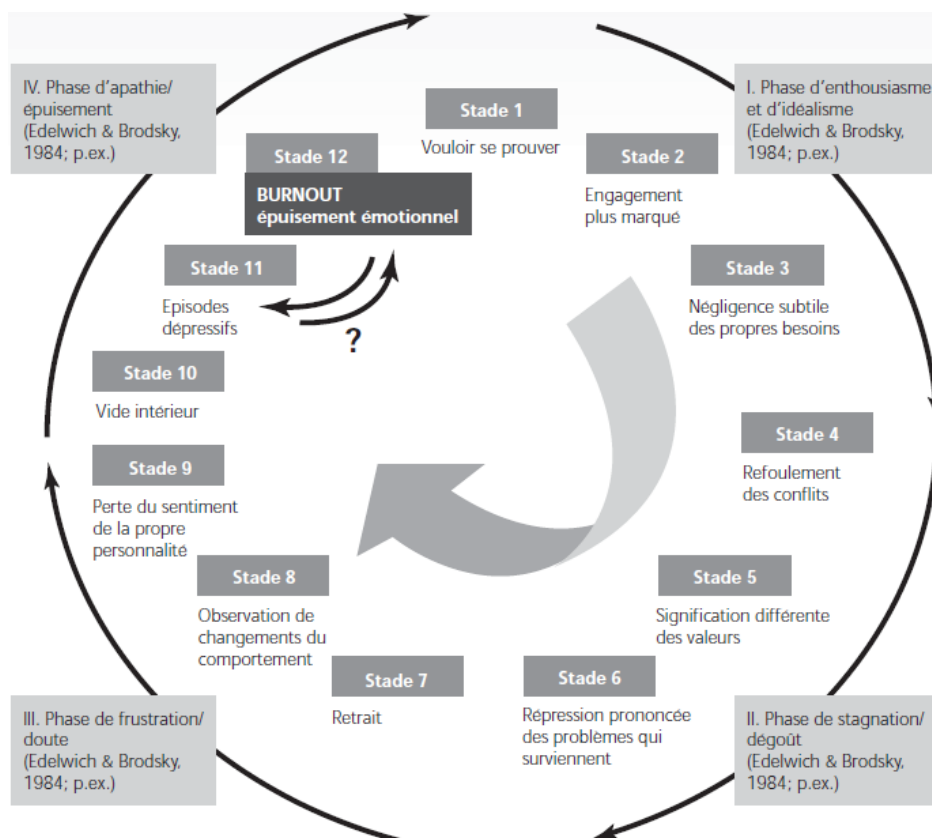 I. Phase d'enthousiasme
et d'idéalisme
(Edelwich & Brodsky,
1984; p.ex.)
Stade 1
Vouloir se prouver
Stade 2
Engagement
plus marqué
Stade 3
Négligence subtile
des propres besoins
Stade 4
Refoulement
des conflits
II. Phase de stagnation/
dégoût
(Edelwich & Brodsky,
1984; p.ex.)
Stade 5
Signification différente
des valeurs
Stade 6
Répression prononcée
des problèmes qui
surviennent
III. Phase de frustration/
doute
(Edelwich & Brodsky,
1984; p.ex.)
Stade 7
Retrait
Stade 8
Observation de
changements du
comportement
Stade 9
Perte du sentiment
de la propre
personnalité
IV. Phase d'apathie/
épuisement
(Edelwich & Brodsky,
1984; p.ex.)
Stade 10
Vide intérieur
Stade 11
Episodes
dépressifs
?
Stade 12
BURNOUT
épuisement émotionnel